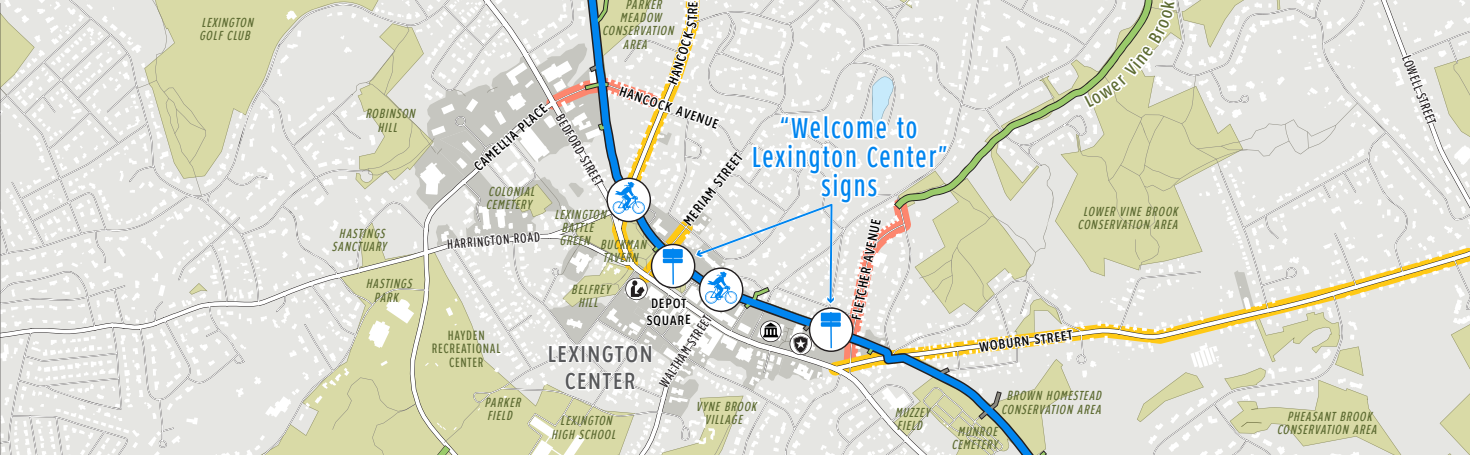 LEXINGTON
GOLF CLUB
PARKER
MEADOW
CONSERVATION
AREA
HANCOCK STRE
Lower Vine Brook
LOWELL STREET
ROBINSON
HILL
CAMELLIA PLACE
BEDFORD STREET
HANCOCK AVENUE
"Welcome to
Lexington Center"
signs
MERIAM STREET
COLONIAL
CEMETERY
LEXINGTON
BATTLE
GREEN
BUCKMAN
TAVERN
HASTINGS
SANCTUARY
HARRINGTON ROAD
LOWER VINE BROOK
CONSERVATION AREA
FLETCHER AVENUE
HASTINGS
PARK
BELFREY
HILL
DEPOT
SQUARE
HAYDEN
RECREATIONAL
CENTER
LEXINGTON
CENTER
WALTHAM STREET
WOBURN STREET
PARKER
FIELD
LEXINGTON
HIGH SCHOOL
VYNE BROOK
VILLAGE
MUZZEY
FIELD
MUNROE
CEMETERY
BROWN HOMESTEAD
CONSERVATION AREA
PHEASANT BROOK
CONSERVATION AREA